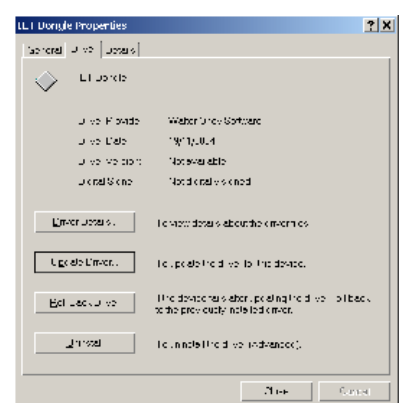 Dongle Properties
General Driver Details
Dongle
Driver Provider: Walter Oney Software
Driver Date:
Driver Version: Not available
Digital Signer: Not digitally signed
Driver Details... To view details about the driver files.
Update Driver... To update the driver for this device.
Roll Back Driver If the device fails after updating the driver, roll back
to the previously installed driver.
Uninstall To uninstall the driver (Advanced).
Close Cancel